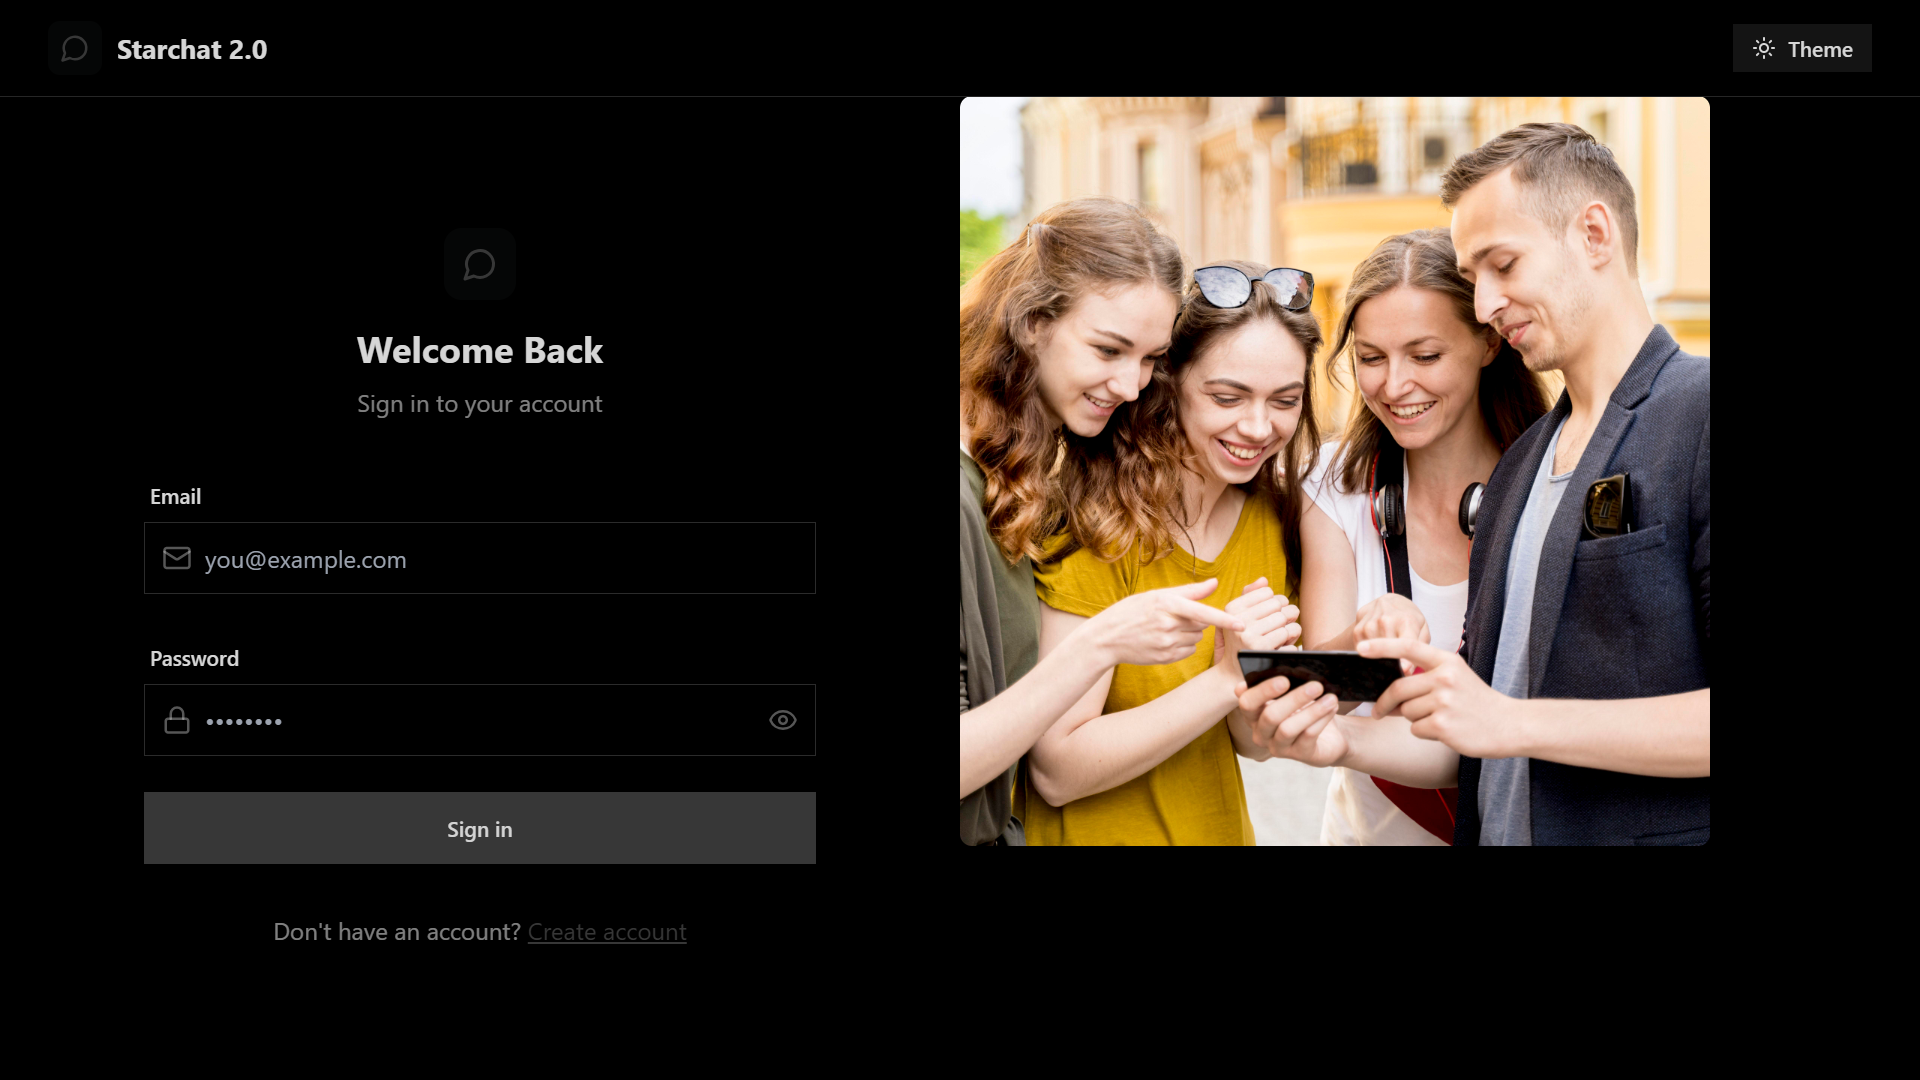 Starchat 2.0
Theme
Welcome Back
Sign in to your account
Email
you@example.com
Password
••••••••
Sign in
Don't have an account? Create account